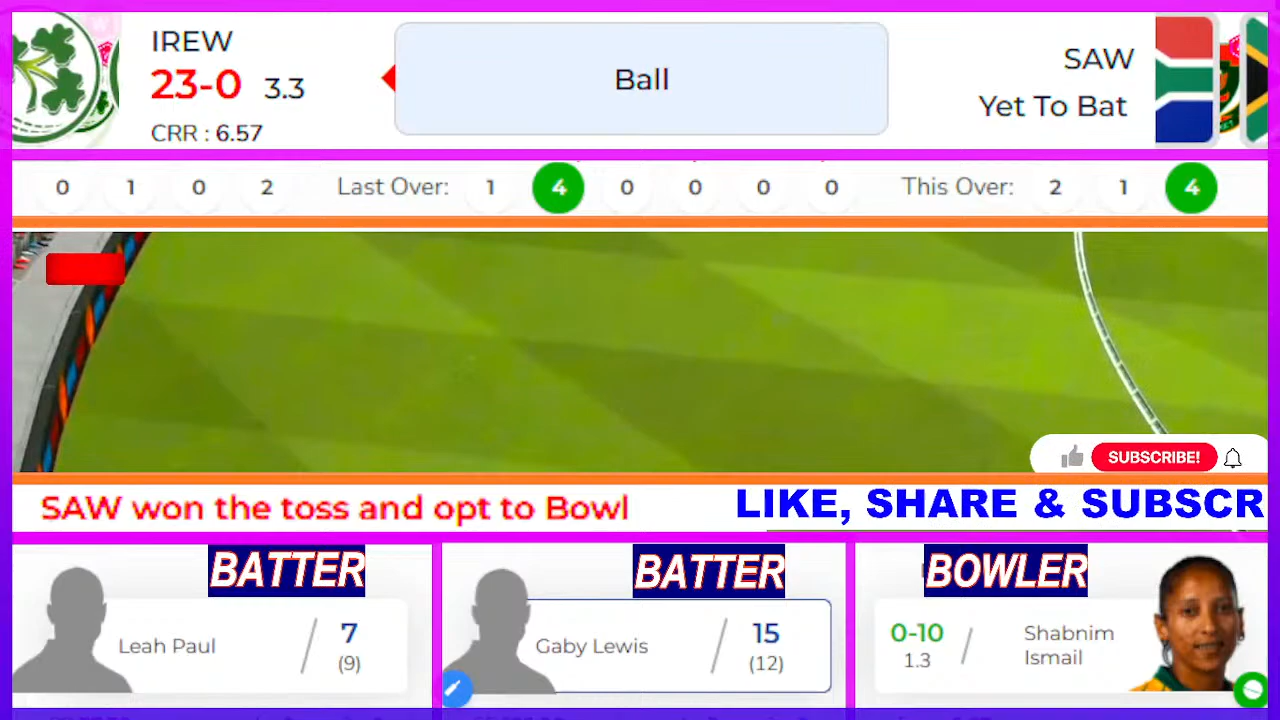 IREW
23-0 3.3
CRR : 6.57
Ball
SAW
Yet To Bat
0 1 0 2 Last Over: 1 4 0 0 0 0 This Over: 2 1 4
SUBSCRIBE!
SAW won the toss and opt to Bowl
LIKE, SHARE & SUBSCR
BATTER
Leah Paul
7
(9)
BATTER
Gaby Lewis
15
(12)
BOWLER
0-10
1.3
Shabnim
Ismail